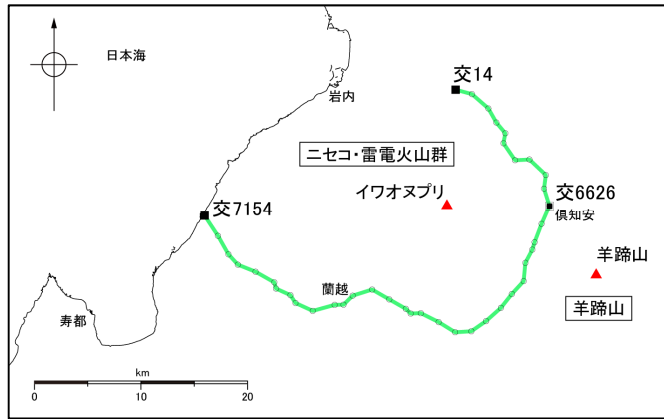 日本海
岩内
交14
ニセコ・雷電火山群
イワオヌプリ
交6626
倶知安
交7154
羊蹄山
蘭越
羊蹄山
寿都
km
0 10 20